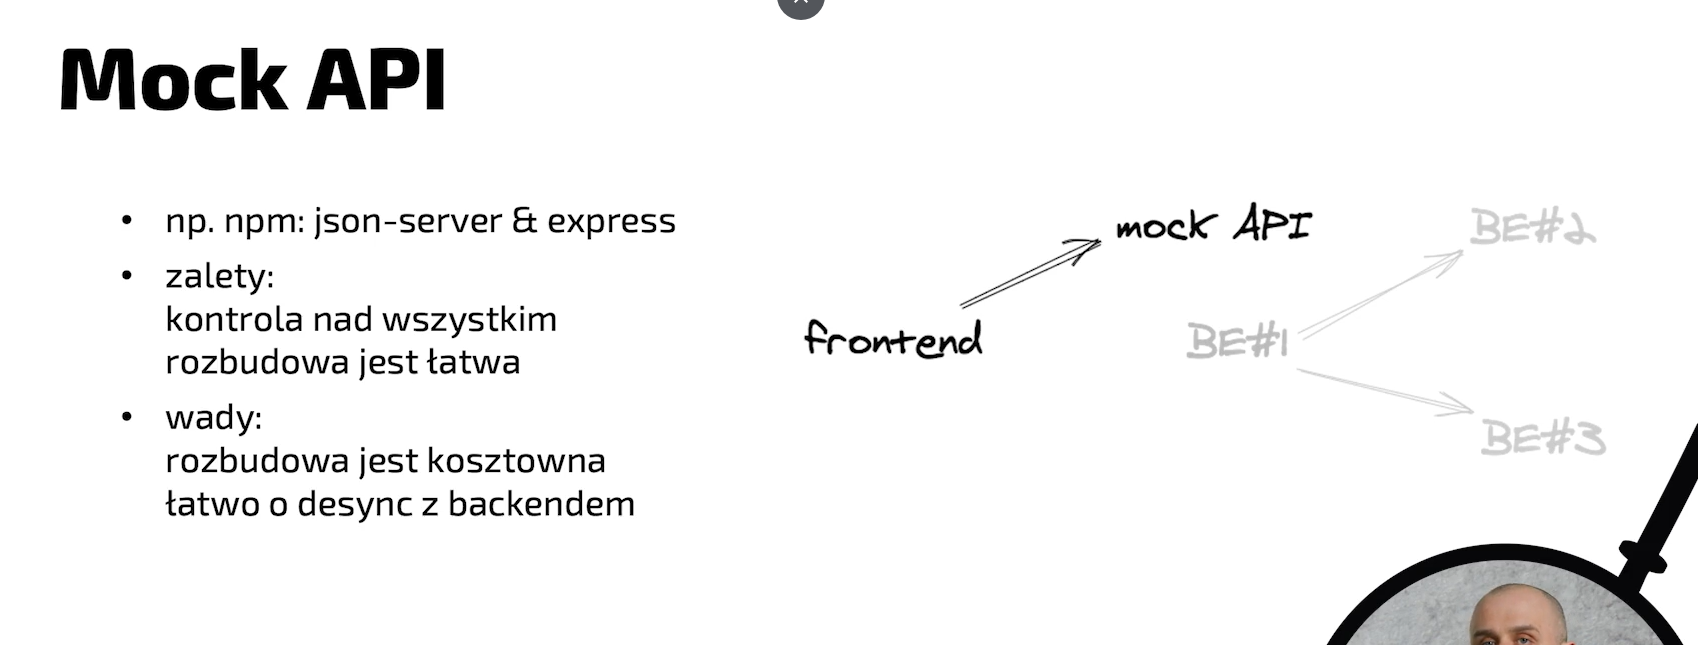 Mock API
• np. npm: json-server & express
• zalety:
kontrola nad wszystkim
rozbudowa jest łatwa
• wady:
rozbudowa jest kosztowna
łatwo o desync z backendem
mock API
frontend
BE#1
BE#2
BE#3